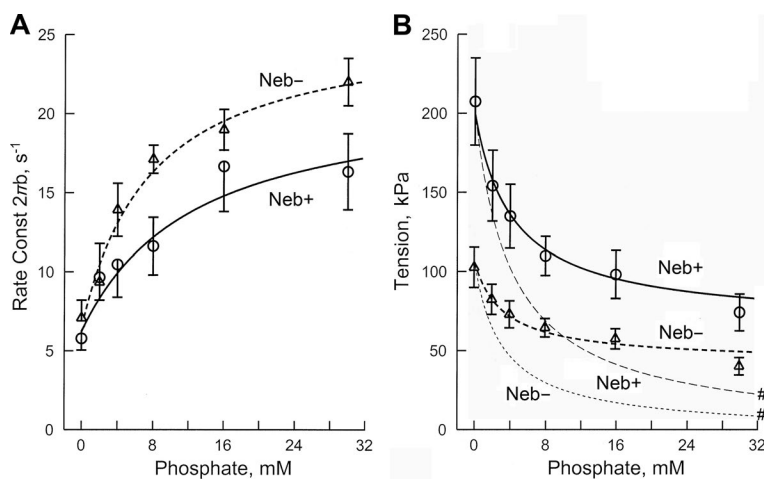 A
Rate Const 2πb, s⁻¹
25
20
15
10
5
0
Neb–
Neb+
0 8 16 24 32
Phosphate, mM
B
Tension, kPa
250
200
150
100
50
0
Neb+
Neb–
Neb+
Neb–
#
#
0 8 16 24 32
Phosphate, mM